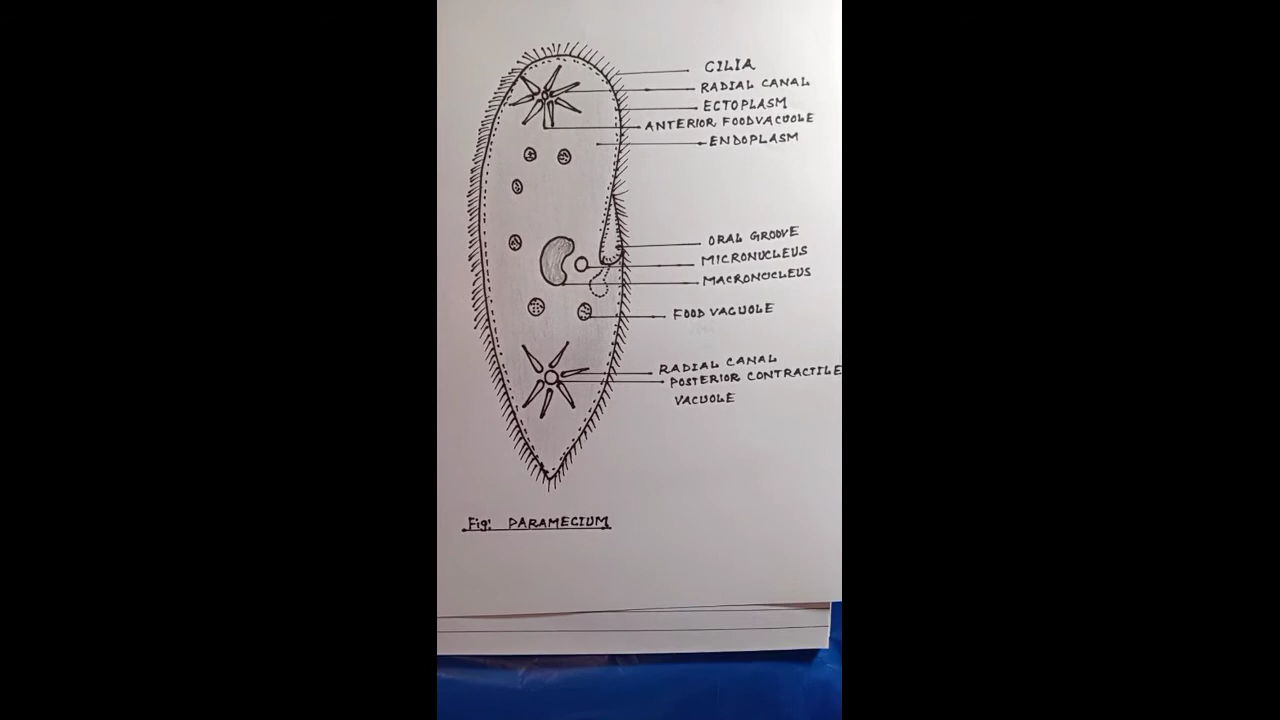 CILIA
RADIAL CANAL
ECTOPLASM
ANTERIOR FOODVACUOLE
ENDOPLASM
ORAL GROOVE
MICRONUCLEUS
MACRONUCLEUS
FOOD VACUOLE
RADIAL CANAL
POSTERIOR CONTRACTILE
VACUOLE
Fig: PARAMECIUM